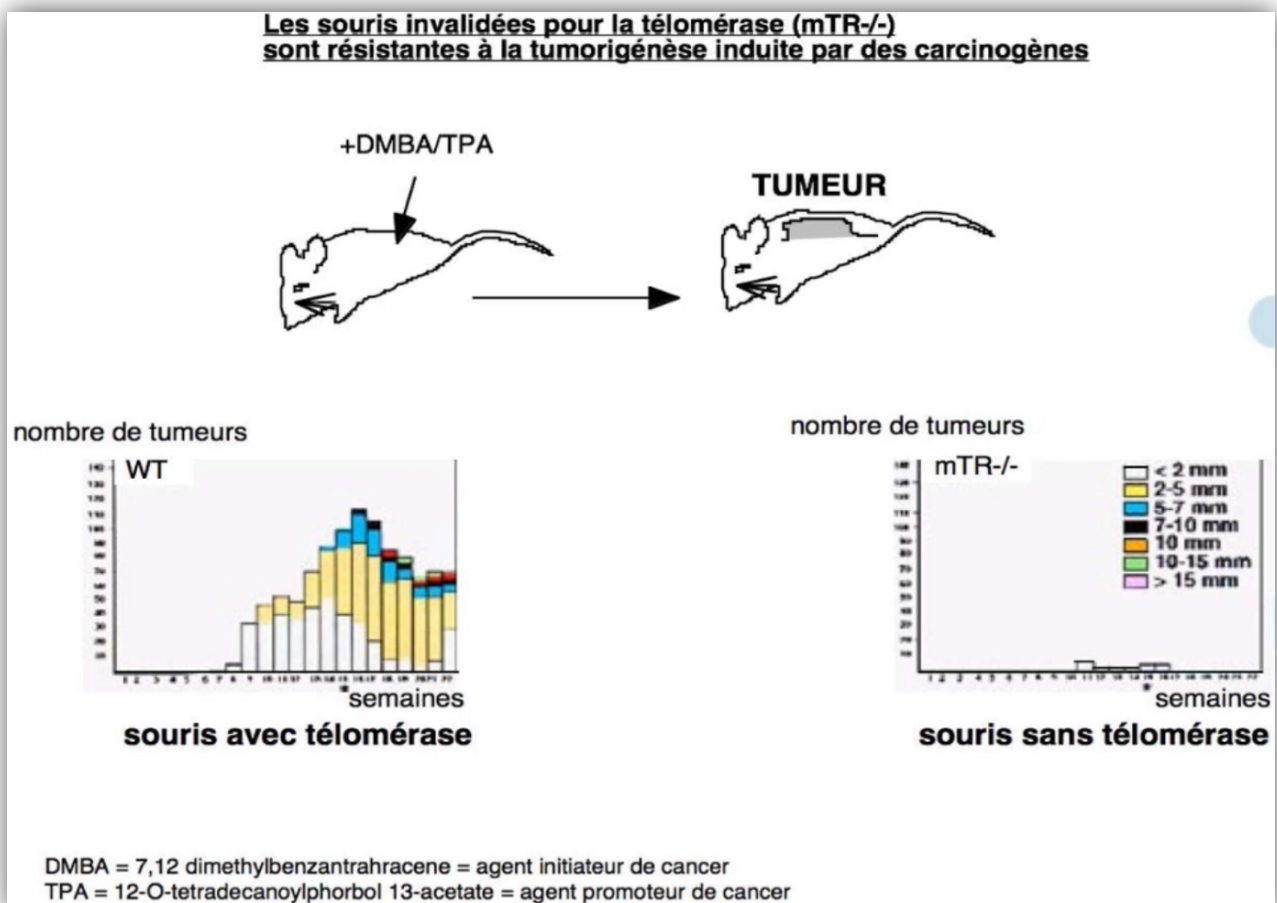 Les souris invalidées pour la télomérase (mTR-/-)
sont résistantes à la tumorigénèse induite par des carcinogènes
+DMBA/TPA
TUMEUR
nombre de tumeurs
WT
semaines
souris avec télomérase
nombre de tumeurs
mTR-/-
< 2 mm
2-5 mm
5-7 mm
7-10 mm
10 mm
10-15 mm
> 15 mm
semaines
souris sans télomérase
DMBA = 7,12 dimethylbenzantrahracene = agent initiateur de cancer
TPA = 12-O-tetradecanoylphorbol 13-acetate = agent promoteur de cancer